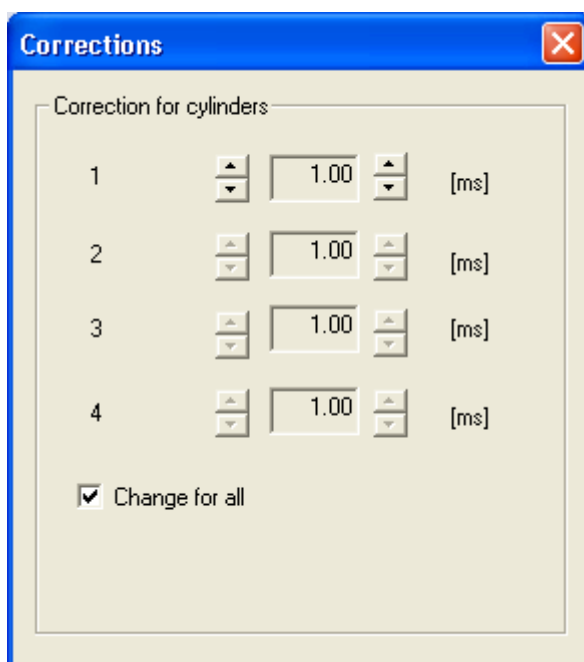 Corrections
Correction for cylinders
1 1.00 [ms]
2 1.00 [ms]
3 1.00 [ms]
4 1.00 [ms]
Change for all